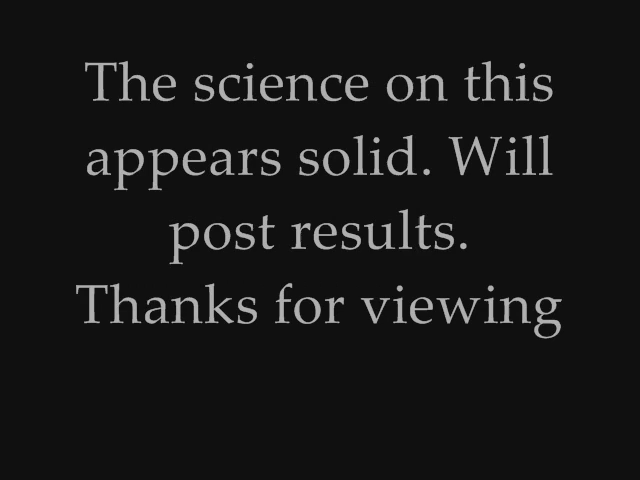 The science on this
appears solid. Will
post results.
Thanks for viewing